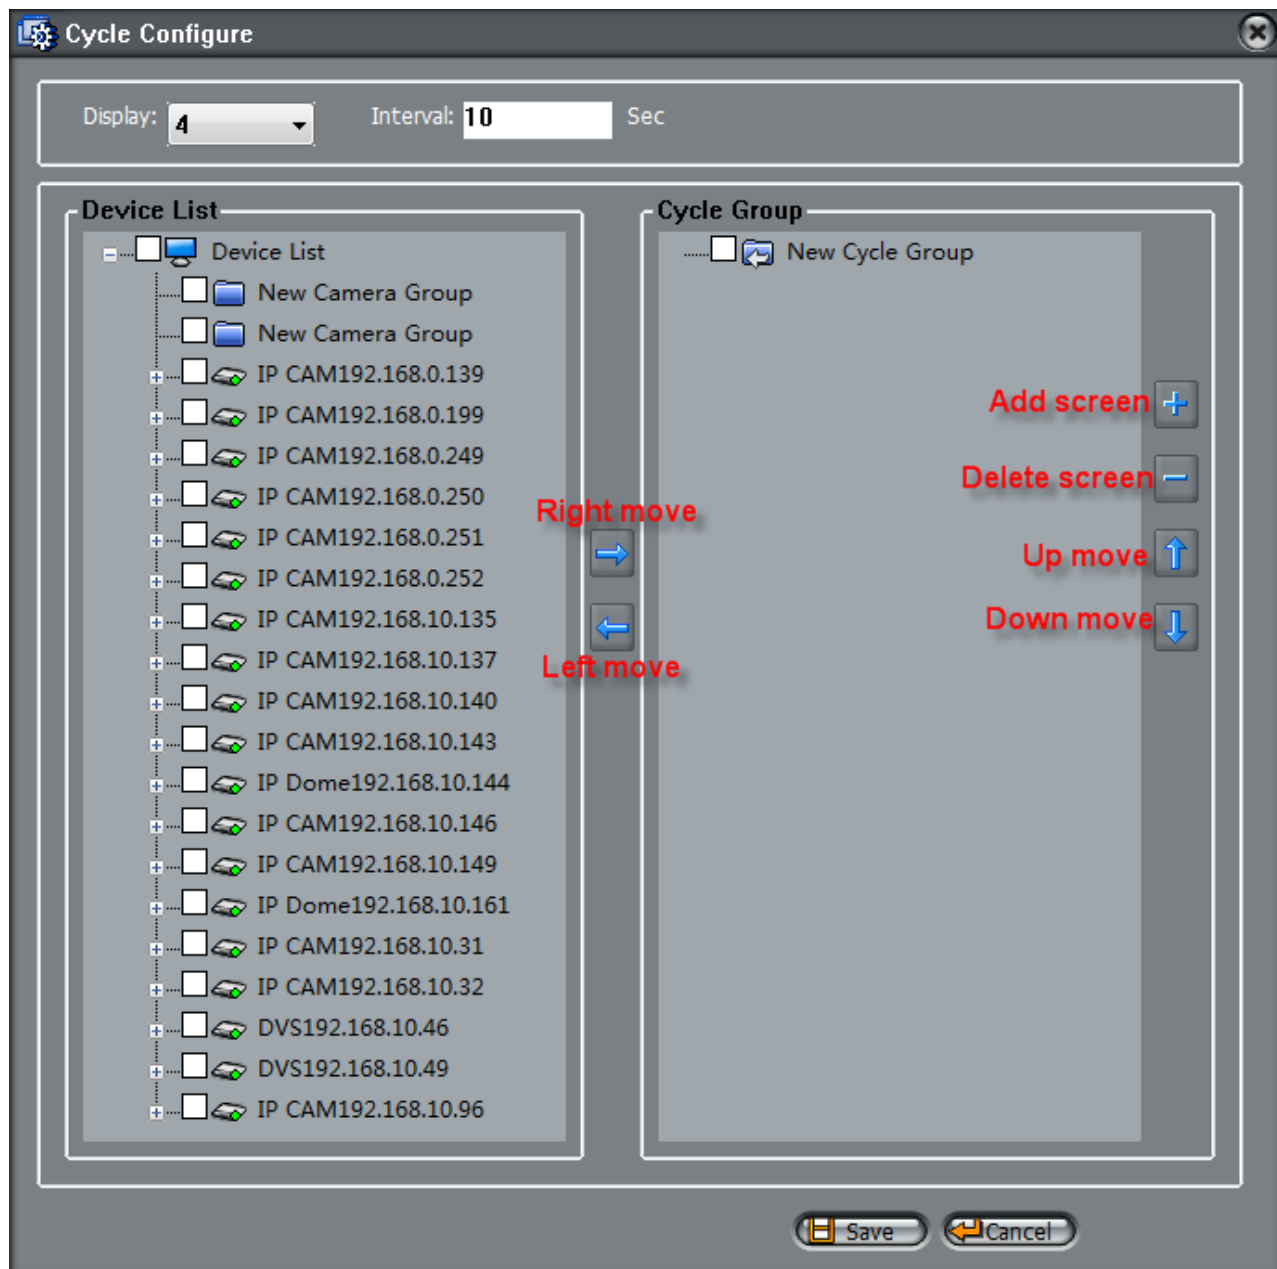 Cycle Configure
Display: 4 Interval: 10 Sec
Device List
Device List
New Camera Group
New Camera Group
IP CAM192.168.0.139
IP CAM192.168.0.199
IP CAM192.168.0.249
IP CAM192.168.0.250
IP CAM192.168.0.251
IP CAM192.168.0.252
IP CAM192.168.10.135
IP CAM192.168.10.137
IP CAM192.168.10.140
IP CAM192.168.10.143
IP Dome192.168.10.144
IP CAM192.168.10.146
IP CAM192.168.10.149
IP Dome192.168.10.161
IP CAM192.168.10.31
IP CAM192.168.10.32
DVS192.168.10.46
DVS192.168.10.49
IP CAM192.168.10.96
Right move
Left move
Cycle Group
New Cycle Group
Add screen
Delete screen
Up move
Down move
Save Cancel